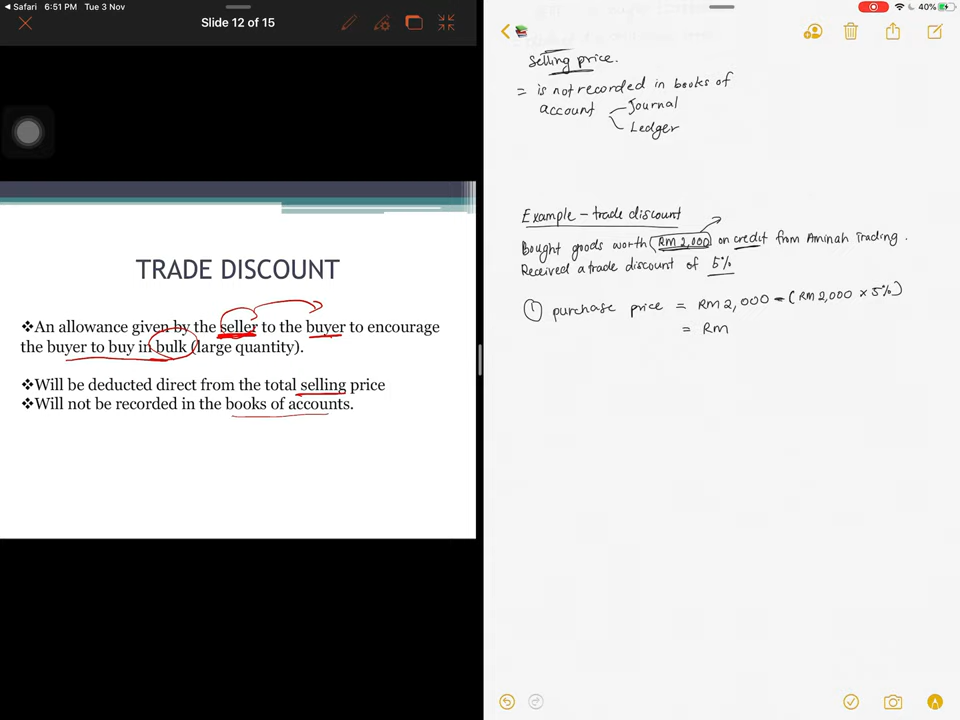 Safari 6:51 PM Tue 3 Nov
40%
Slide 12 of 15
TRADE DISCOUNT
❖An allowance given by the seller to the buyer to encourage
the buyer to buy in bulk (large quantity).
❖Will be deducted direct from the total selling price
❖Will not be recorded in the books of accounts.
selling price.
= is not recorded in books of
account Journal
Ledger
Example – trade discount
Bought goods worth RM 2,000 on credit from Aminah Trading.
Received a trade discount of 5%
① purchase price = RM 2,000 – (RM 2,000 × 5%)
= RM